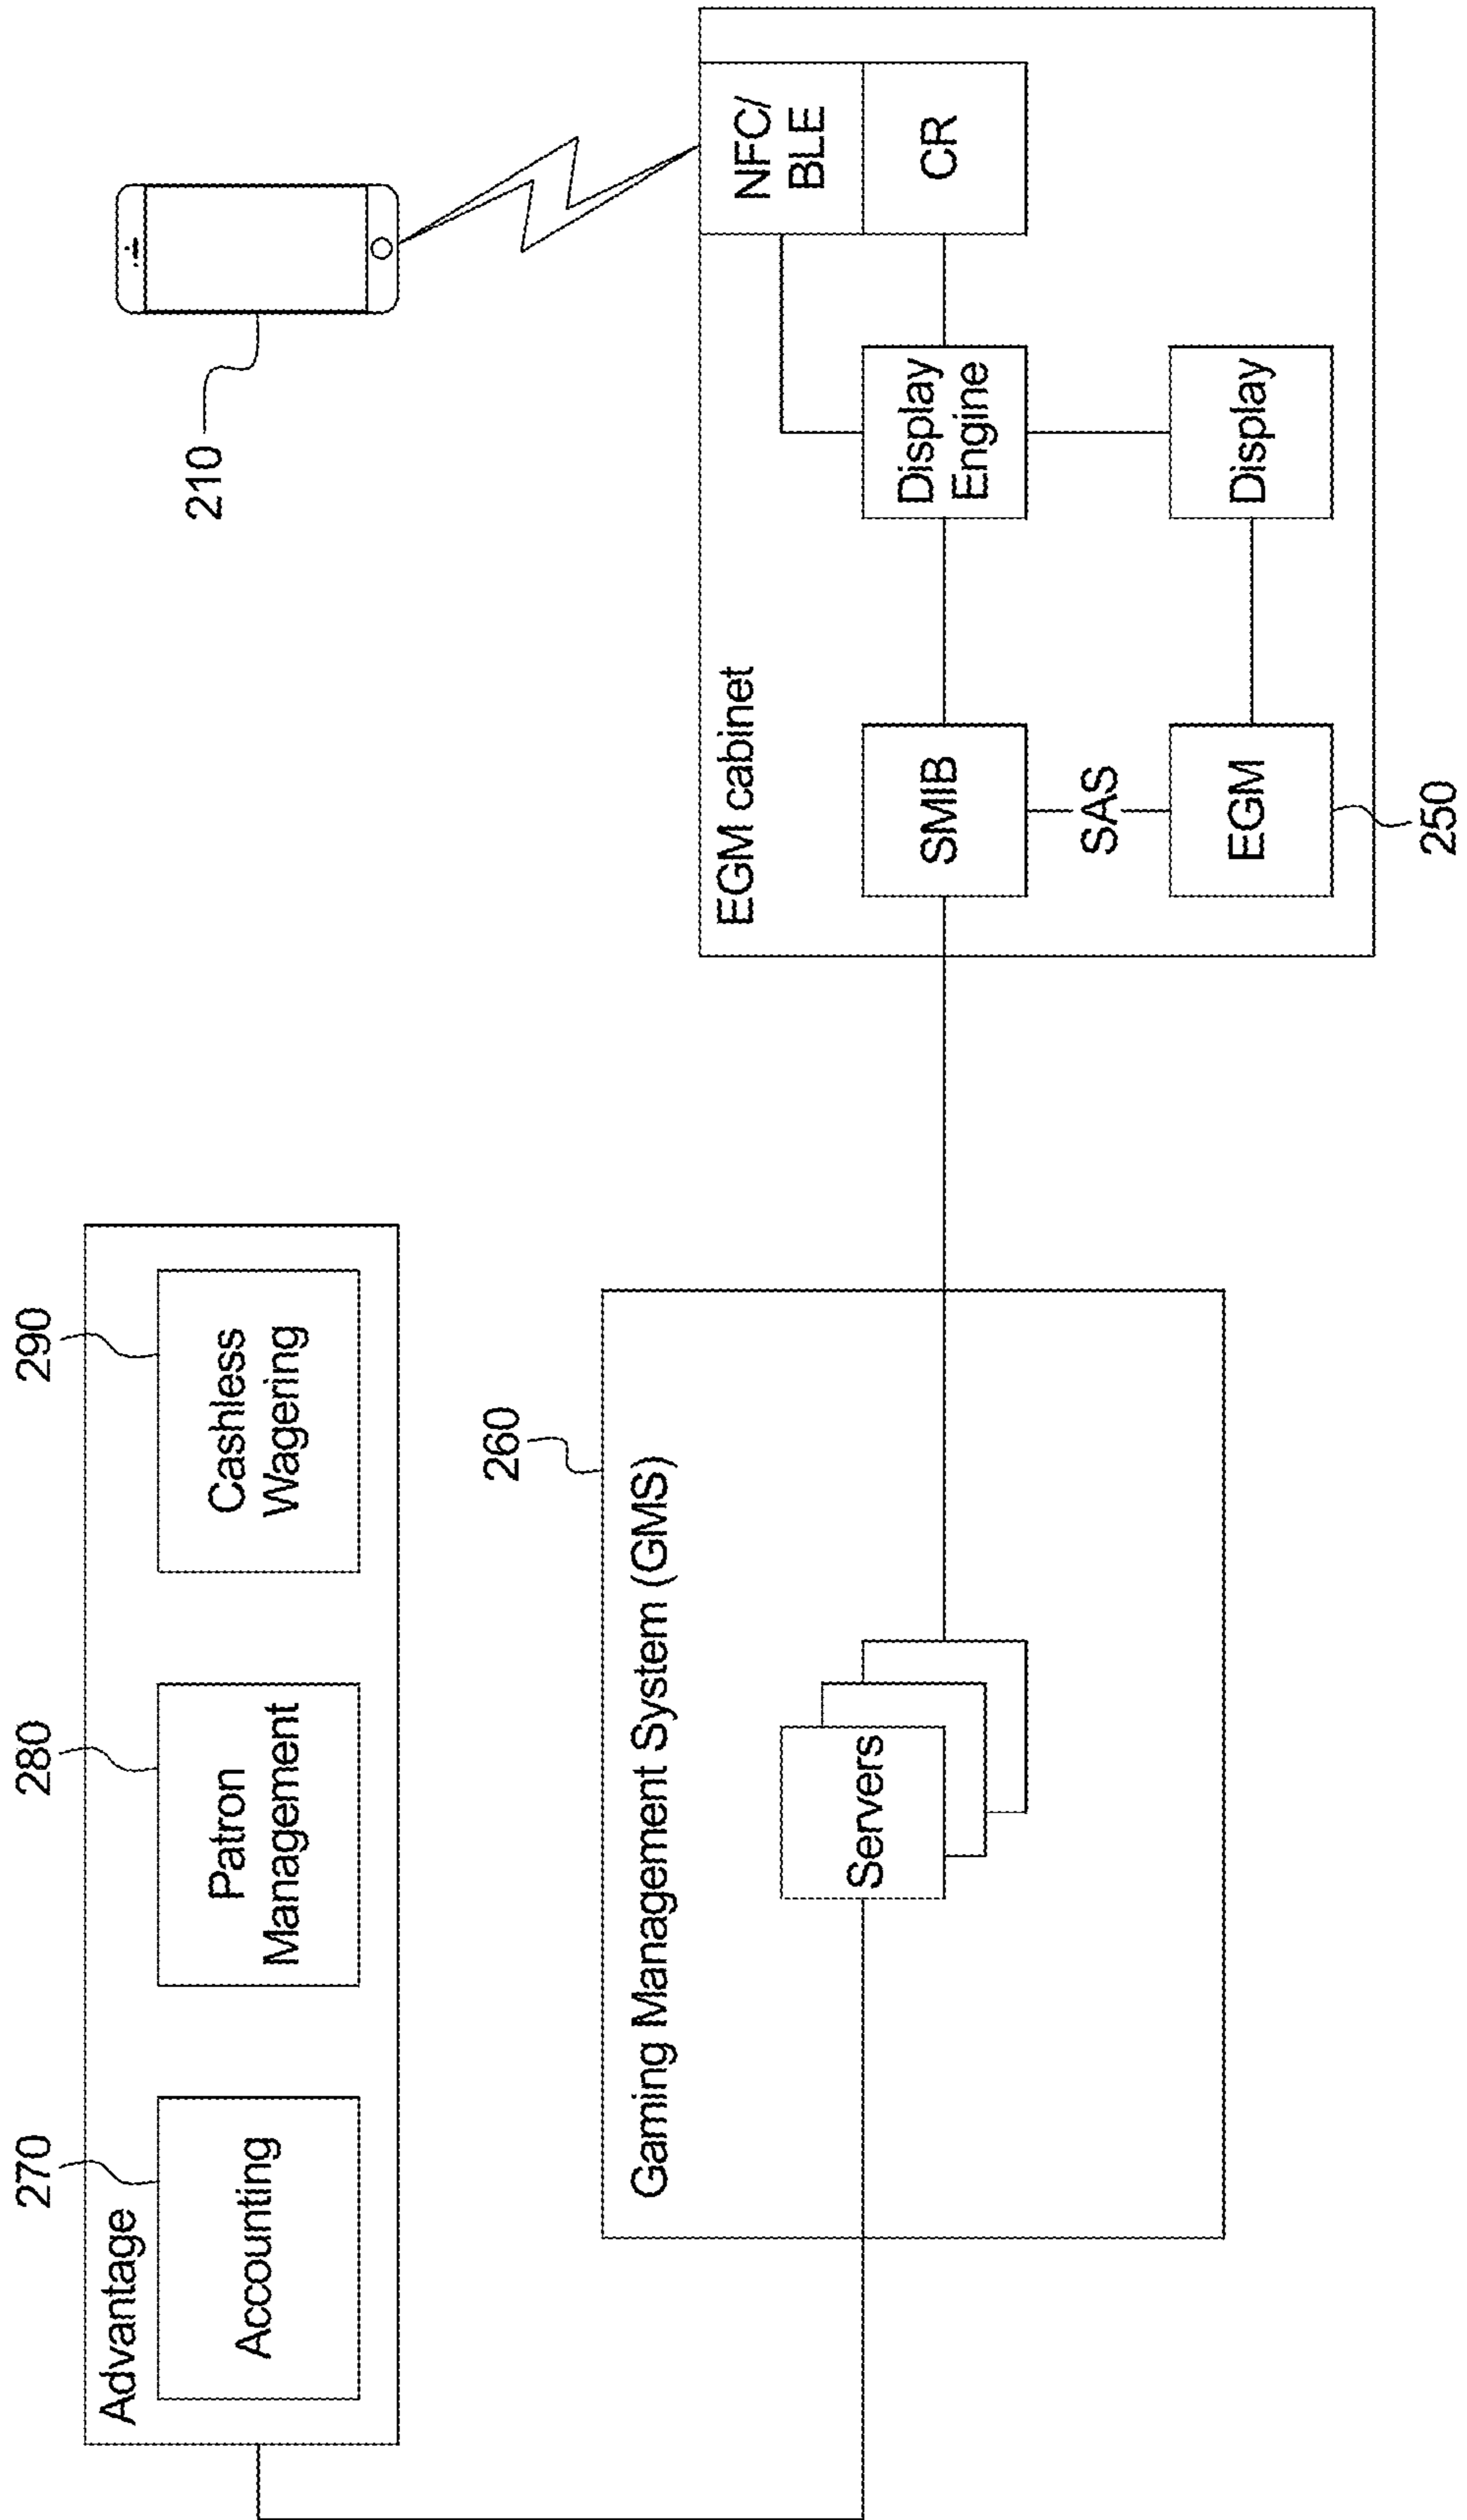 270
280
290
Advantage
Accounting
Patron
Management
Cashless
Wagering
210
260
Gaming Management System (GMS)
Servers
EGM cabinet
NFC/
BLE
SMIB
Display
Engine
CR
SAS
EGM
Display
250